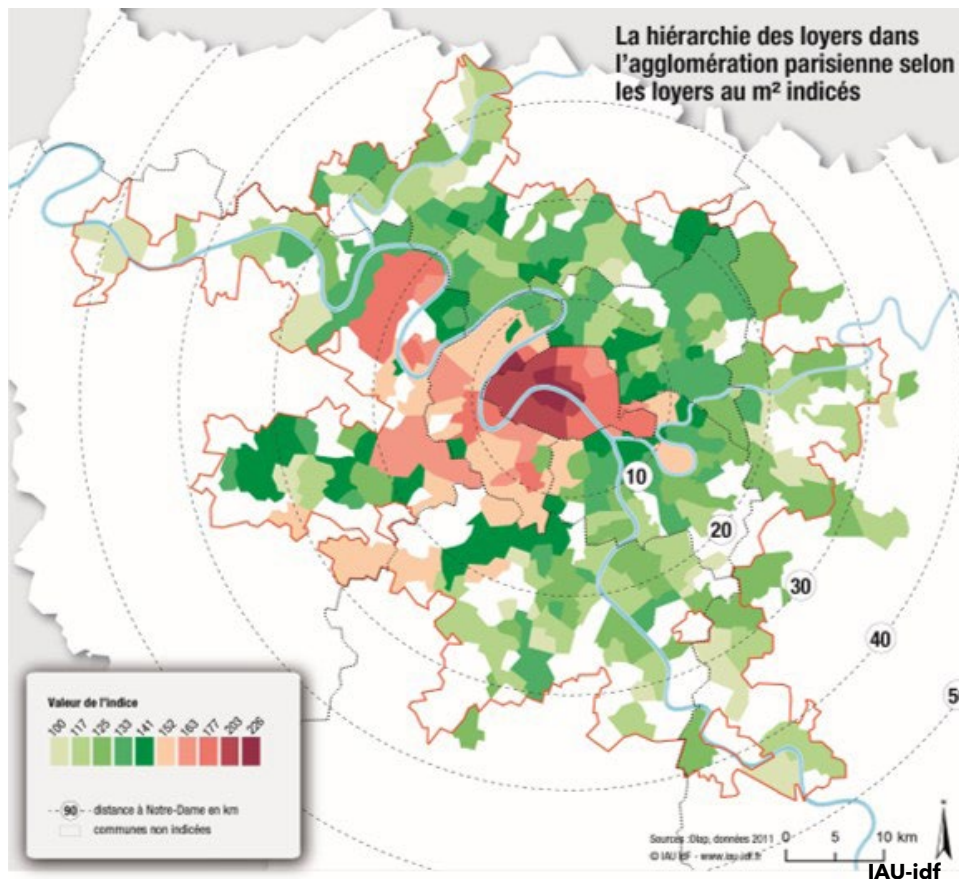 La hiérarchie des loyers dans
l'agglomération parisienne selon
les loyers au m² indicés
10
20
30
40
50
Valeur de l'indice
100 117 125 133 141 152 163 177 203 226
90 distance à Notre-Dame en km
communes non indicées
Sources :Olap, données 2011
© IAU îdF - www.iau-idf.fr
0 5 10 km
IAU-idf